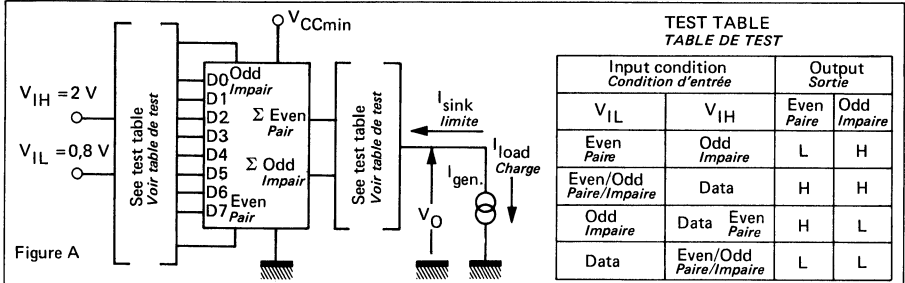 V_CCmin
Odd
Impair
D0
D1
D2
D3
D4
D5
D6
D7
Even
Pair
Σ Even
Pair
Σ Odd
Impair
V_IH = 2 V
V_IL = 0,8 V
See test table
Voir table de test
See test table
Voir table de test
I_sink
limite
I_load
Charge
I_gen.
V_O
Figure A
TEST TABLE
TABLE DE TEST
Input condition
Condition d'entrée
Output
Sortie
V_IL V_IH Even Odd
Paire Impaire
Even Odd L H
Paire Impaire
Even/Odd Data H H
Paire/Impaire
Odd Data Even H L
Impaire Paire
Data Even/Odd L L
Paire/Impaire